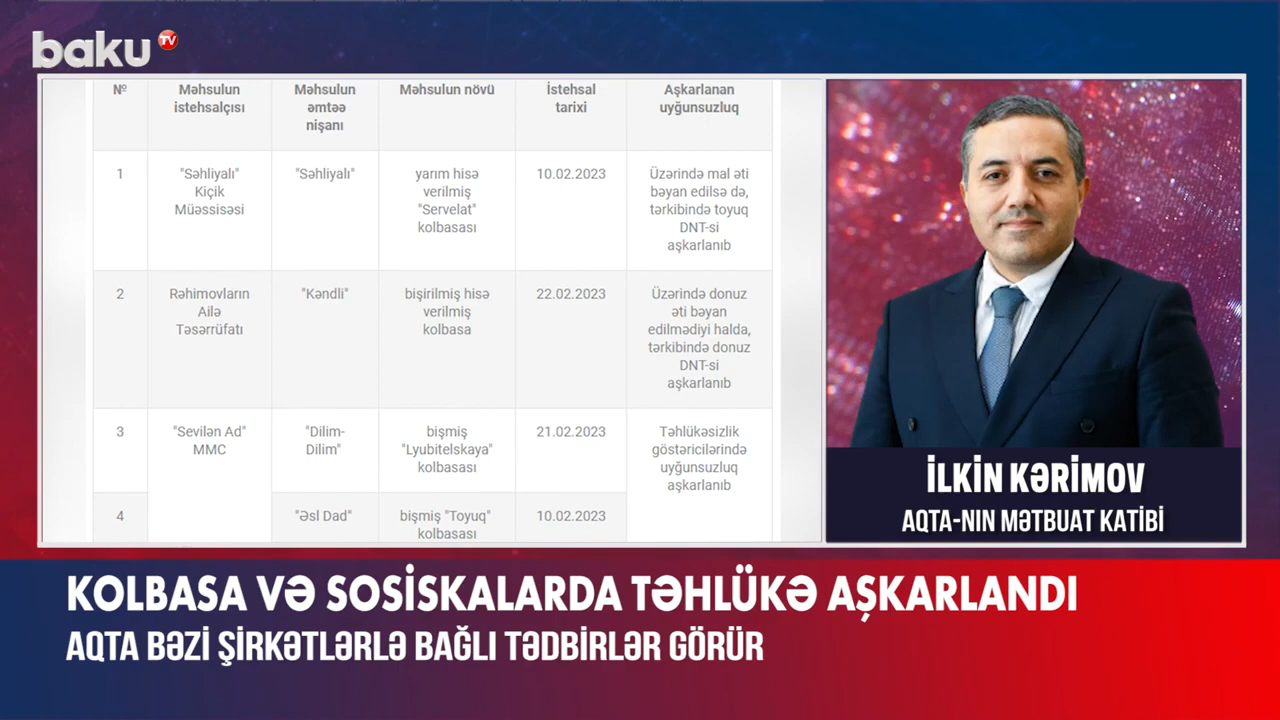 baku TV
№
Məhsulun
istehsalçısı
Məhsulun
əmtəə
nişanı
Məhsulun növü
İstehsal
tarixi
Aşkarlanan
uyğunsuzluq
1
"Səhliyalı"
Kiçik
Müəssisəsi
"Səhliyalı"
yarım hisə
verilmiş
"Servelat"
kolbasası
10.02.2023
Üzərində mal əti
bəyan edilsə də,
tərkibində toyuq
DNT-si
aşkarlanıb
2
Rəhimovların
Ailə
Təsərrüfatı
"Kəndli"
bişirilmiş hisə
verilmiş
kolbasa
22.02.2023
Üzərində donuz
əti bəyan
edilmədiyi halda,
tərkibində donuz
DNT-si
aşkarlanıb
3
"Sevilən Ad"
MMC
"Dilim-
Dilim"
bişmiş
"Lyubitelskaya"
kolbasası
21.02.2023
Təhlükəsizlik
göstəricilərində
uyğunsuzluq
aşkarlanıb
4
"Əsl Dad"
bişmiş "Toyuq"
kolbasası
10.02.2023
İLKİN KƏRİMOV
AQTA-NIN MƏTBUAT KATİBİ
KOLBASA VƏ SOSİSKALARDA TƏHLÜKƏ AŞKARLANDI
AQTA BƏZİ ŞİRKƏTLƏRLƏ BAĞLI TƏDBİRLƏR GÖRÜR